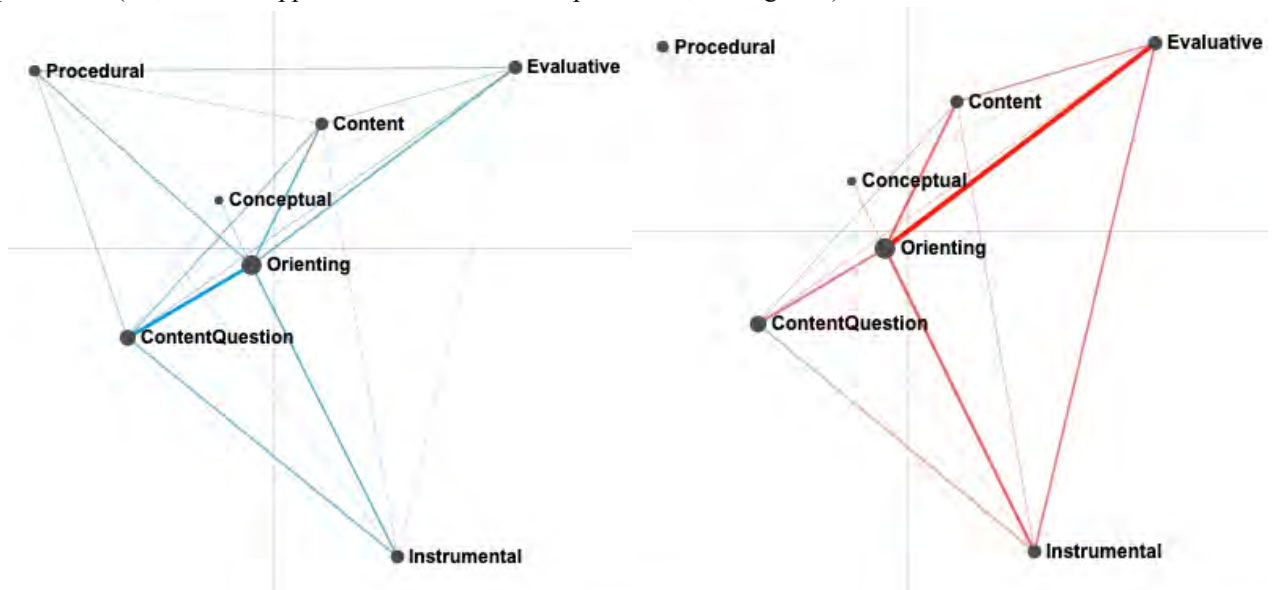 Procedural
Evaluative
Content
Conceptual
Orienting
ContentQuestion
Instrumental
Procedural
Evaluative
Content
Conceptual
Orienting
ContentQuestion
Instrumental